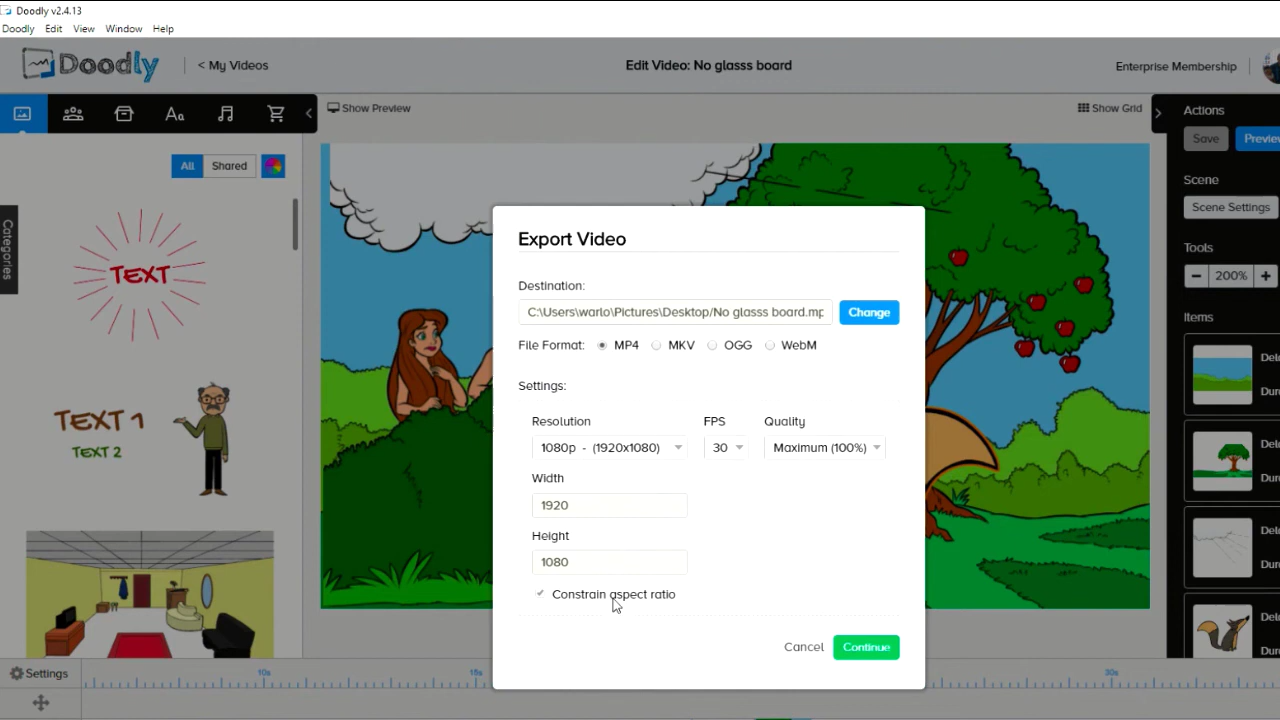 Doodly v2.4.13
Doodly Edit View Window Help
Doodly < My Videos Edit Video: No glasss board Enterprise Membership
Show Preview Show Grid Actions
Save
All Shared
Scene
Scene Settings
Categories
Tools
200%
Items
TEXT
TEXT 1
TEXT 2
Export Video
Destination:
C:\Users\warlo\Pictures\Desktop/No glasss board.mp
Change
File Format: MP4 MKV OGG WebM
Settings:
Resolution FPS Quality
1080p - (1920x1080) 30 Maximum (100%)
Width
1920
Height
1080
Constrain aspect ratio
Cancel Continue
Settings 10s 15s 30s